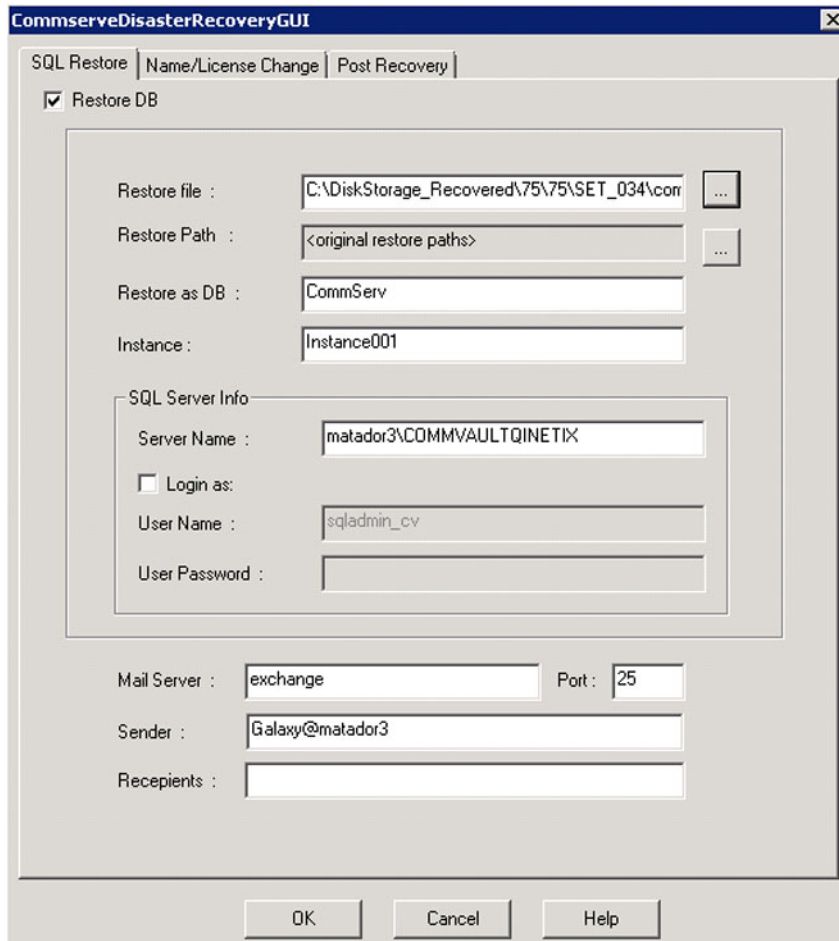 CommserveDisasterRecoveryGUI
SQL Restore Name/License Change Post Recovery
Restore DB
Restore file : C:\DiskStorage_Recovered\75\75\SET_034\com ...
Restore Path : <original restore paths> ...
Restore as DB : CommServ
Instance : Instance001
SQL Server Info
Server Name : matador3\COMMVAULTQINETIX
Login as:
User Name : sqladmin_cv
User Password :
Mail Server : exchange Port : 25
Sender : Galaxy@matador3
Recepients :
OK Cancel Help